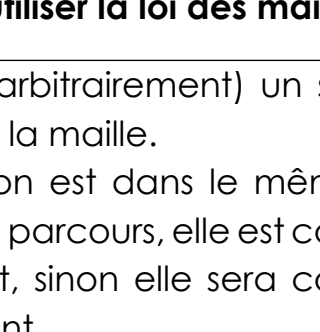 utiliser la loi des mai
arbitrairement) un s
la maille.
on est dans le mêm
parcours, elle est co
t, sinon elle sera co
nt